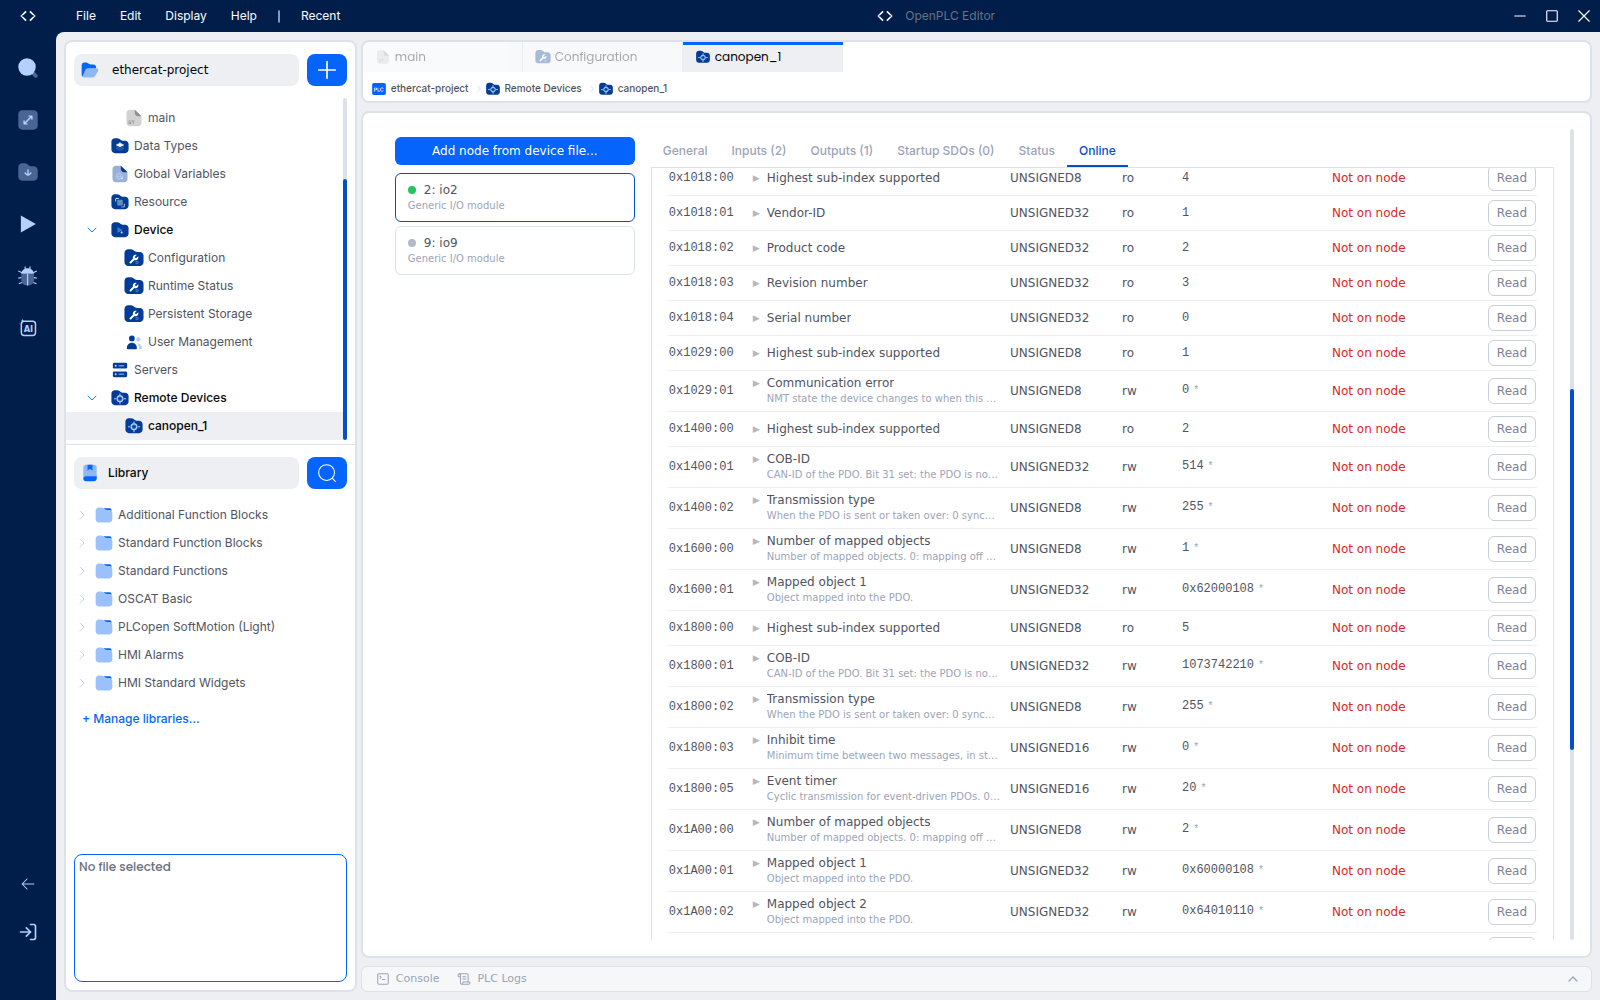 File Edit Display Help | Recent
OpenPLC Editor
ethercat-project
main
Data Types
Global Variables
Resource
Device
Configuration
Runtime Status
Persistent Storage
User Management
Servers
Remote Devices
canopen_1
Library
Additional Function Blocks
Standard Function Blocks
Standard Functions
OSCAT Basic
PLCopen SoftMotion (Light)
HMI Alarms
HMI Standard Widgets
+ Manage libraries...
No file selected
AI
main Configuration canopen_1
PLC ethercat-project Remote Devices canopen_1
Add node from device file...
2: io2
Generic I/O module
9: io9
Generic I/O module
General Inputs (2) Outputs (1) Startup SDOs (0) Status Online
0x1018:00 Highest sub-index supported UNSIGNED8 ro 4 Not on node Read
0x1018:01 Vendor-ID UNSIGNED32 ro 1 Not on node Read
0x1018:02 Product code UNSIGNED32 ro 2 Not on node Read
0x1018:03 Revision number UNSIGNED32 ro 3 Not on node Read
0x1018:04 Serial number UNSIGNED32 ro 0 Not on node Read
0x1029:00 Highest sub-index supported UNSIGNED8 ro 1 Not on node Read
0x1029:01 Communication error UNSIGNED8 rw 0 * Not on node Read
NMT state the device changes to when this ...
0x1400:00 Highest sub-index supported UNSIGNED8 ro 2 Not on node Read
0x1400:01 COB-ID UNSIGNED32 rw 514 * Not on node Read
CAN-ID of the PDO. Bit 31 set: the PDO is no...
0x1400:02 Transmission type UNSIGNED8 rw 255 * Not on node Read
When the PDO is sent or taken over: 0 sync...
0x1600:00 Number of mapped objects UNSIGNED8 rw 1 * Not on node Read
Number of mapped objects. 0: mapping off ...
0x1600:01 Mapped object 1 UNSIGNED32 rw 0x62000108 * Not on node Read
Object mapped into the PDO.
0x1800:00 Highest sub-index supported UNSIGNED8 ro 5 Not on node Read
0x1800:01 COB-ID UNSIGNED32 rw 1073742210 * Not on node Read
CAN-ID of the PDO. Bit 31 set: the PDO is no...
0x1800:02 Transmission type UNSIGNED8 rw 255 * Not on node Read
When the PDO is sent or taken over: 0 sync...
0x1800:03 Inhibit time UNSIGNED16 rw 0 * Not on node Read
Minimum time between two messages, in st...
0x1800:05 Event timer UNSIGNED16 rw 20 * Not on node Read
Cyclic transmission for event-driven PDOs. 0...
0x1A00:00 Number of mapped objects UNSIGNED8 rw 2 * Not on node Read
Number of mapped objects. 0: mapping off ...
0x1A00:01 Mapped object 1 UNSIGNED32 rw 0x60000108 * Not on node Read
Object mapped into the PDO.
0x1A00:02 Mapped object 2 UNSIGNED32 rw 0x64010110 * Not on node Read
Object mapped into the PDO.
Console PLC Logs